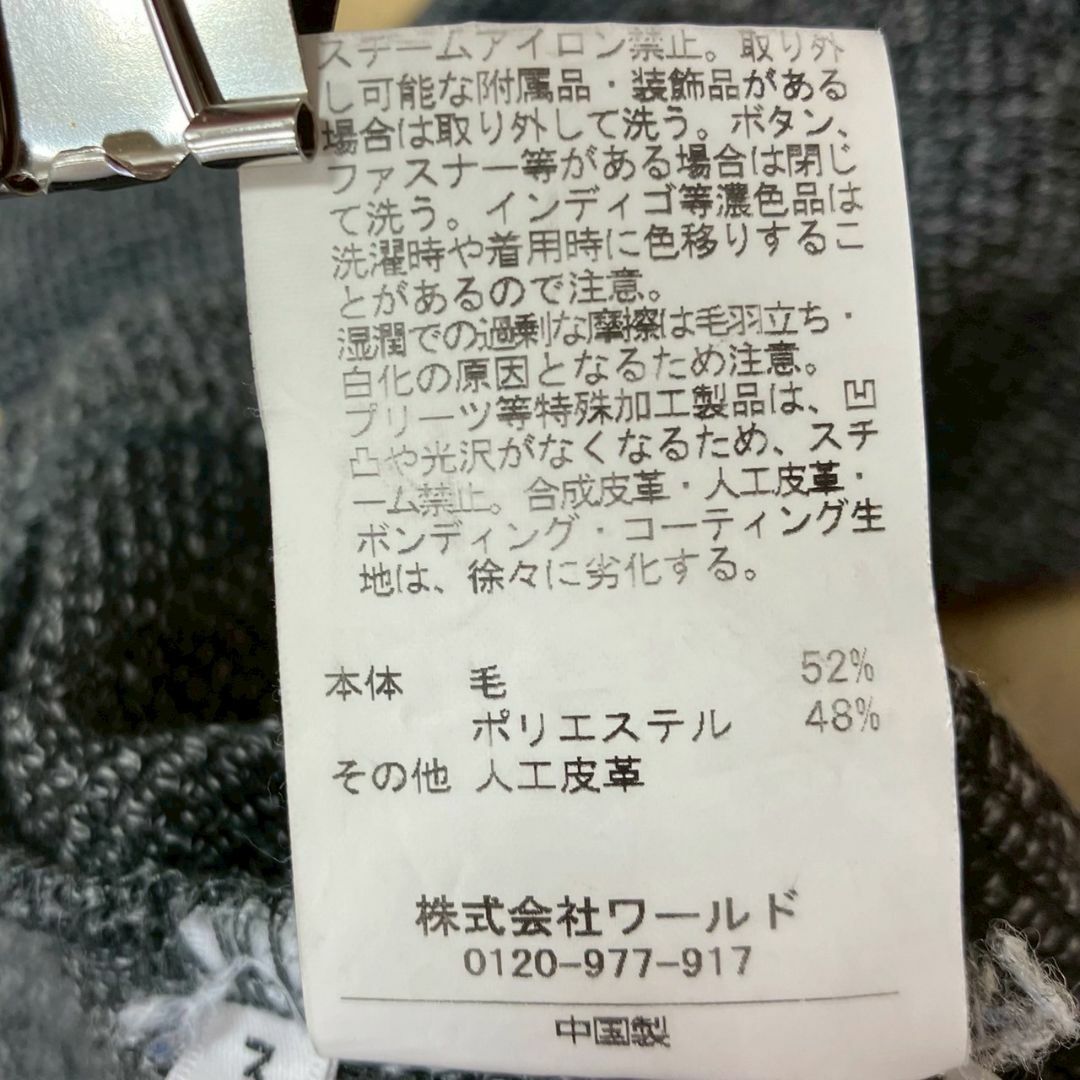 スチームアイロン禁止。取り外
し可能な附属品・装飾品がある
場合は取り外して洗う。ボタン、
ファスナー等がある場合は閉じ
て洗う。インディゴ等濃色品は
洗濯時や着用時に色移りするこ
とがあるので注意。
湿潤での過剰な摩擦は毛羽立ち・
白化の原因となるため注意。
プリーツ等特殊加工製品は、凹
凸や光沢がなくなるため、スチ
ーム禁止。合成皮革・人工皮革・
ボンディング・コーティング生
地は、徐々に劣化する。
本体 毛 52%
ポリエステル 48%
その他 人工皮革
株式会社ワールド
0120-977-917
中国製